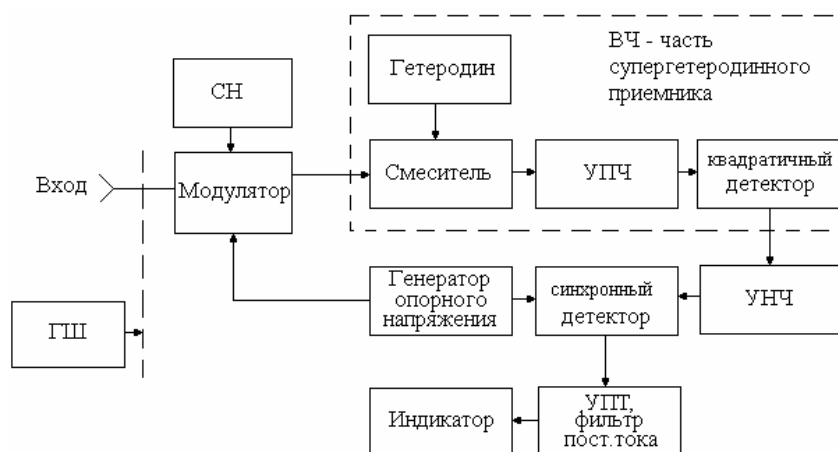 ВЧ - часть
супергетеродинного
приемника
Гетеродин
СН
Вход
Модулятор
Смеситель
УПЧ
квадратичный
детектор
Генератор
опорного
напряжения
синхронный
детектор
УНЧ
ГШ
Индикатор
УПТ,
фильтр
пост.тока